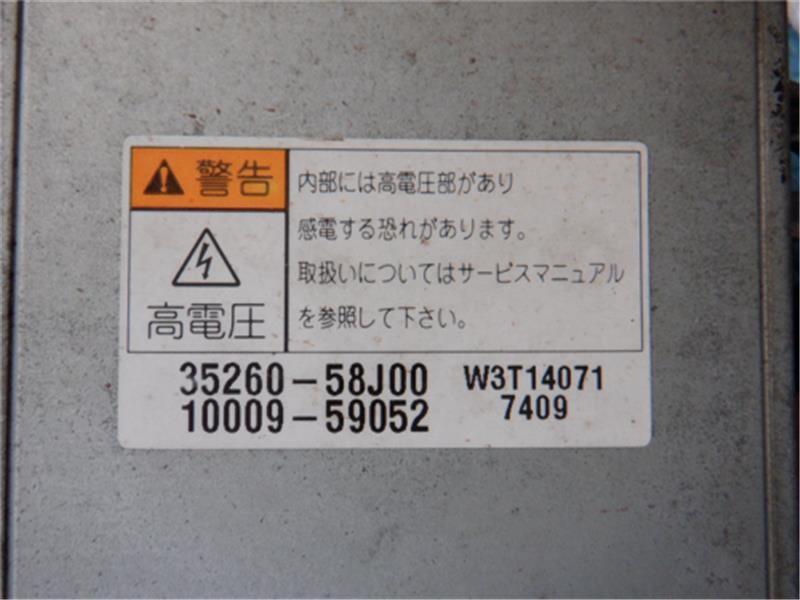 警告
高電圧
内部には高電圧部があり
感電する恐れがあります。
取扱いについてはサービスマニュアル
を参照して下さい。
35260-58J00 W3T14071
10009-59052 7409